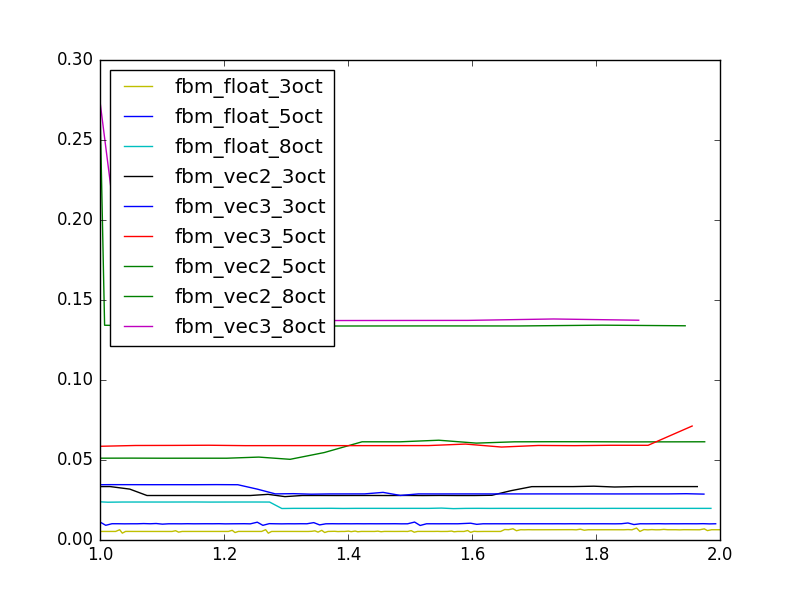 0.30
0.25
0.20
0.15
0.10
0.05
0.00
fbm_float_3oct
fbm_float_5oct
fbm_float_8oct
fbm_vec2_3oct
fbm_vec3_3oct
fbm_vec3_5oct
fbm_vec2_5oct
fbm_vec2_8oct
fbm_vec3_8oct
1.0 1.2 1.4 1.6 1.8 2.0